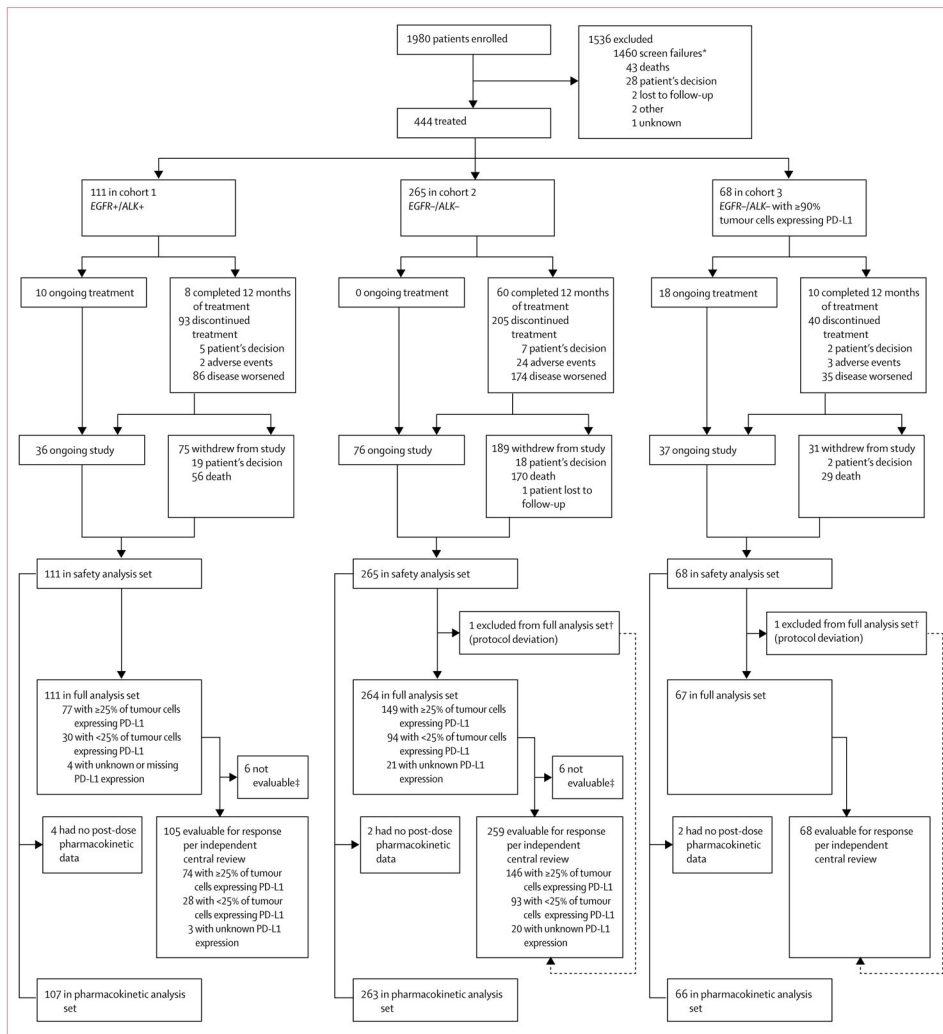 1980 patients enrolled
1536 excluded
1460 screen failures*
43 deaths
28 patient's decision
2 lost to follow-up
2 other
1 unknown
444 treated
111 in cohort 1
EGFR+/ALK+
265 in cohort 2
EGFR–/ALK–
68 in cohort 3
EGFR–/ALK– with ≥90%
tumour cells expressing PD-L1
10 ongoing treatment
8 completed 12 months
of treatment
93 discontinued
treatment
5 patient's decision
2 adverse events
86 disease worsened
0 ongoing treatment
60 completed 12 months
of treatment
205 discontinued
treatment
7 patient's decision
24 adverse events
174 disease worsened
18 ongoing treatment
10 completed 12 months
of treatment
40 discontinued
treatment
2 patient's decision
3 adverse events
35 disease worsened
36 ongoing study
75 withdrew from study
19 patient's decision
56 death
76 ongoing study
189 withdrew from study
18 patient's decision
170 death
1 patient lost to
follow-up
37 ongoing study
31 withdrew from study
2 patient's decision
29 death
111 in safety analysis set
265 in safety analysis set
68 in safety analysis set
1 excluded from full analysis set†
(protocol deviation)
1 excluded from full analysis set†
(protocol deviation)
111 in full analysis set
77 with ≥25% of tumour cells
expressing PD-L1
30 with <25% of tumour cells
expressing PD-L1
4 with unknown or missing
PD-L1 expression
264 in full analysis set
149 with ≥25% of tumour cells
expressing PD-L1
94 with <25% of tumour cells
expressing PD-L1
21 with unknown PD-L1
expression
67 in full analysis set
6 not
evaluable‡
6 not
evaluable‡
4 had no post-dose
pharmacokinetic
data
105 evaluable for response
per independent
central review
74 with ≥25% of tumour
cells expressing PD-L1
28 with <25% of tumour
cells expressing PD-L1
3 with unknown PD-L1
expression
2 had no post-dose
pharmacokinetic
data
259 evaluable for response
per independent
central review
146 with ≥25% of tumour
cells expressing PD-L1
93 with <25% of tumour
cells expressing PD-L1
20 with unknown PD-L1
expression
2 had no post-dose
pharmacokinetic
data
68 evaluable for response
per independent
central review
107 in pharmacokinetic analysis
set
263 in pharmacokinetic analysis
set
66 in pharmacokinetic analysis
set